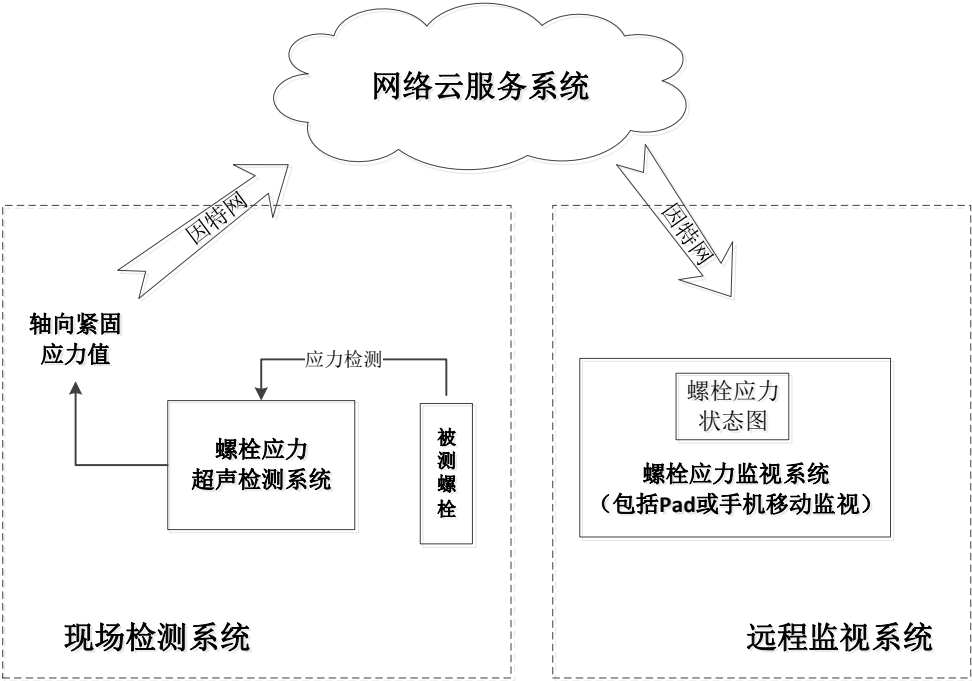 网络云服务系统
因特网
因特网
轴向紧固
应力值
应力检测
螺栓应力
超声检测系统
被
测
螺
栓
现场检测系统
螺栓应力
状态图
螺栓应力监视系统
（包括Pad或手机移动监视）
远程监视系统